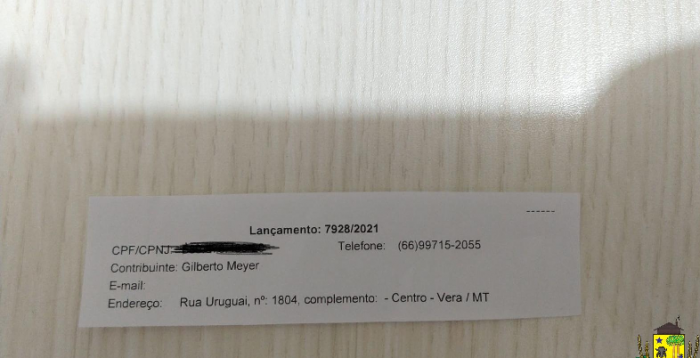 ------
Lançamento: 7928/2021
CPF/CPNJ: Telefone: (66)99715-2055
Contribuinte: Gilberto Meyer
E-mail:
Endereço: Rua Uruguai, nº: 1804, complemento: - Centro - Vera / MT